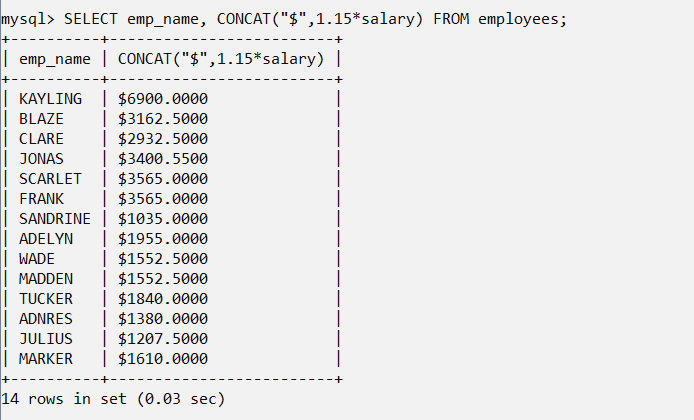 mysql> SELECT emp_name, CONCAT("$",1.15*salary) FROM employees;
+----------+-------------------------+
| emp_name | CONCAT("$",1.15*salary) |
+----------+-------------------------+
| KAYLING  | $6900.0000              |
| BLAZE    | $3162.5000              |
| CLARE    | $2932.5000              |
| JONAS    | $3400.5500              |
| SCARLET  | $3565.0000              |
| FRANK    | $3565.0000              |
| SANDRINE | $1035.0000              |
| ADELYN   | $1955.0000              |
| WADE     | $1552.5000              |
| MADDEN   | $1552.5000              |
| TUCKER   | $1840.0000              |
| ADNRES   | $1380.0000              |
| JULIUS   | $1207.5000              |
| MARKER   | $1610.0000              |
+----------+-------------------------+
14 rows in set (0.03 sec)